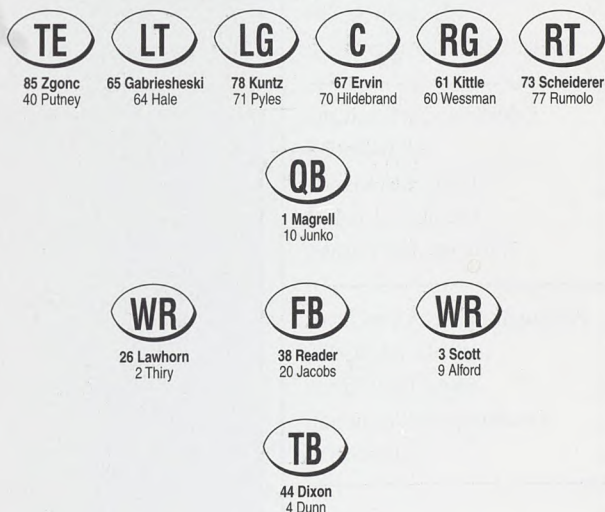 TE LT LG C RG RT
85 Zgonc 65 Gabriesheski 78 Kuntz 67 Ervin 61 Kittle 73 Scheiderer
40 Putney 64 Hale 71 Pyles 70 Hildebrand 60 Wessman 77 Rumolo
QB
1 Magrell
10 Junko
WR FB WR
26 Lawhorn 38 Reader 3 Scott
2 Thiry 20 Jacobs 9 Alford
TB
44 Dixon
4 Dunn